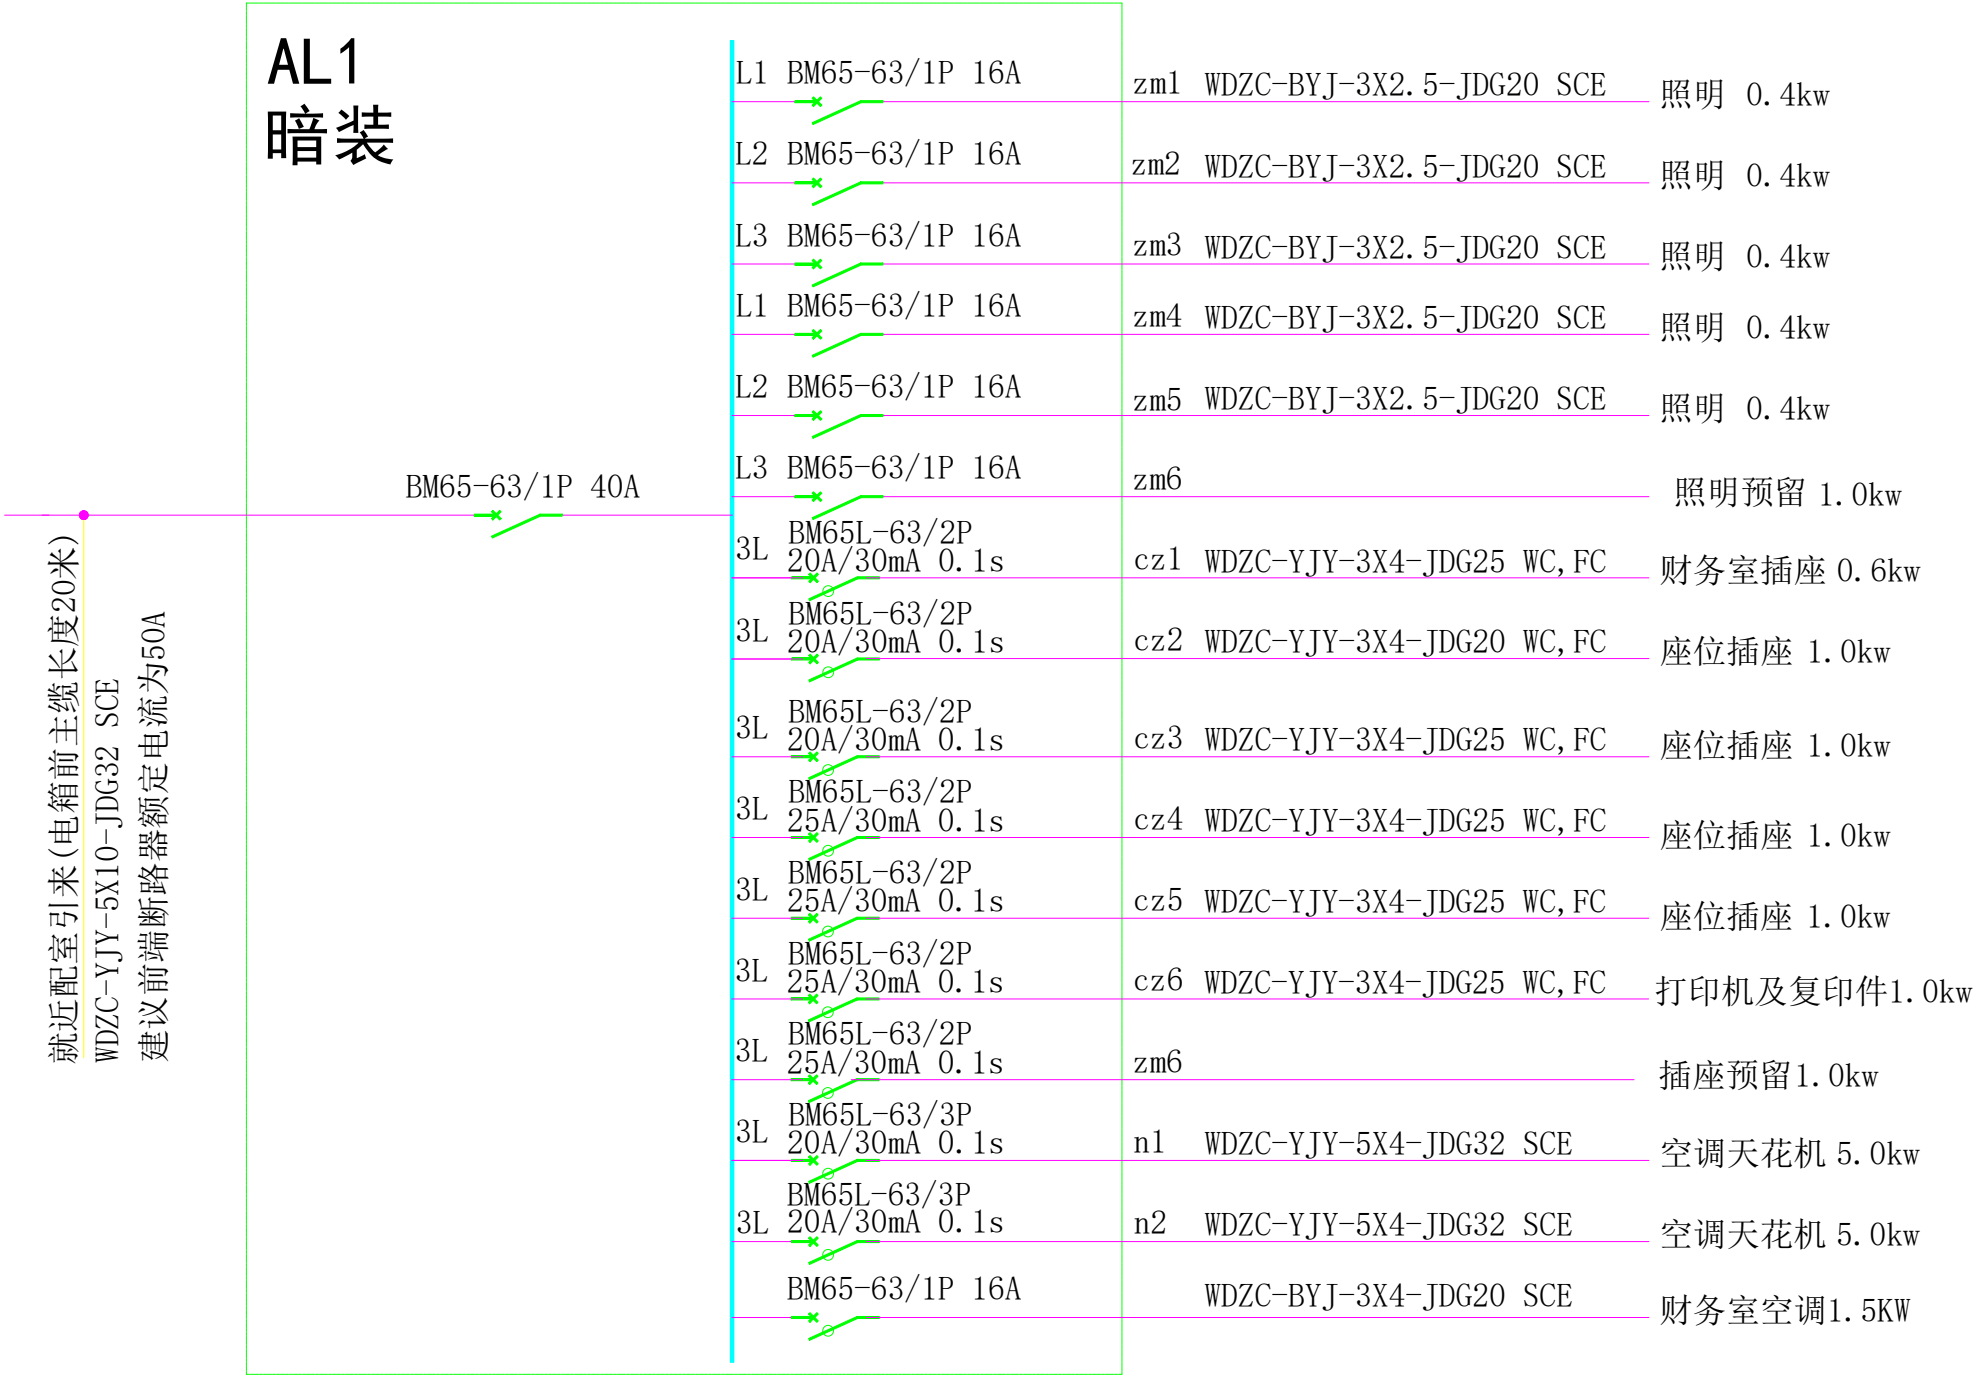 AL1
暗装
L1 BM65-63/1P 16A
zm1 WDZC-BYJ-3X2.5-JDG20 SCE
照明 0.4kw
L2 BM65-63/1P 16A
zm2 WDZC-BYJ-3X2.5-JDG20 SCE
照明 0.4kw
L3 BM65-63/1P 16A
zm3 WDZC-BYJ-3X2.5-JDG20 SCE
照明 0.4kw
L1 BM65-63/1P 16A
zm4 WDZC-BYJ-3X2.5-JDG20 SCE
照明 0.4kw
L2 BM65-63/1P 16A
zm5 WDZC-BYJ-3X2.5-JDG20 SCE
照明 0.4kw
L3 BM65-63/1P 16A
zm6
照明预留 1.0kw
BM65-63/1P 40A
就近配室引来(电箱前主缆长度20米)
WDZC-YJY-5X10-JDG32 SCE
建议前端断路器额定电流为50A
3L BM65L-63/2P
20A/30mA 0.1s
cz1 WDZC-YJY-3X4-JDG25 WC,FC
财务室插座 0.6kw
3L BM65L-63/2P
20A/30mA 0.1s
cz2 WDZC-YJY-3X4-JDG20 WC,FC
座位插座 1.0kw
3L BM65L-63/2P
20A/30mA 0.1s
cz3 WDZC-YJY-3X4-JDG25 WC,FC
座位插座 1.0kw
3L BM65L-63/2P
25A/30mA 0.1s
cz4 WDZC-YJY-3X4-JDG25 WC,FC
座位插座 1.0kw
3L BM65L-63/2P
25A/30mA 0.1s
cz5 WDZC-YJY-3X4-JDG25 WC,FC
座位插座 1.0kw
3L BM65L-63/2P
25A/30mA 0.1s
cz6 WDZC-YJY-3X4-JDG25 WC,FC
打印机及复印件1.0kw
3L BM65L-63/2P
25A/30mA 0.1s
zm6
插座预留1.0kw
3L BM65L-63/3P
20A/30mA 0.1s
n1 WDZC-YJY-5X4-JDG32 SCE
空调天花机 5.0kw
3L BM65L-63/3P
20A/30mA 0.1s
n2 WDZC-YJY-5X4-JDG32 SCE
空调天花机 5.0kw
BM65-63/1P 16A
WDZC-BYJ-3X4-JDG20 SCE
财务室空调1.5KW